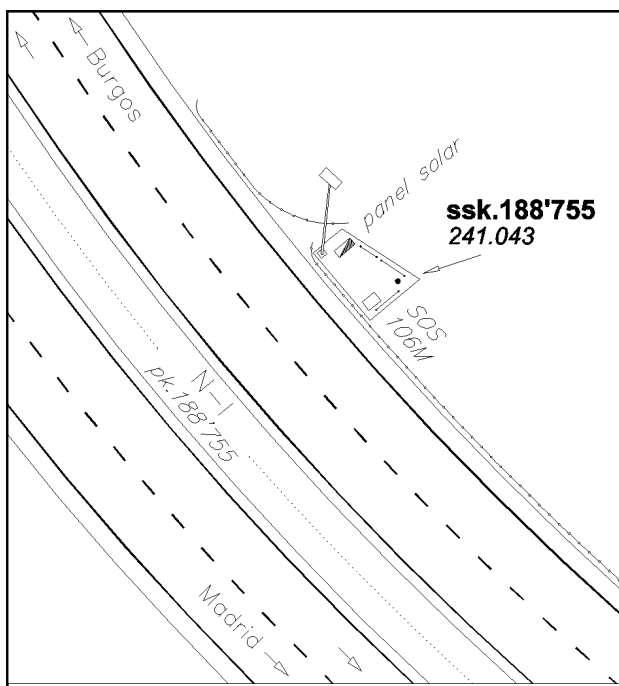 Burgos
panel solar
ssk.188'755
241.043
SOS
106M
N-I
pk.188'755
Madrid